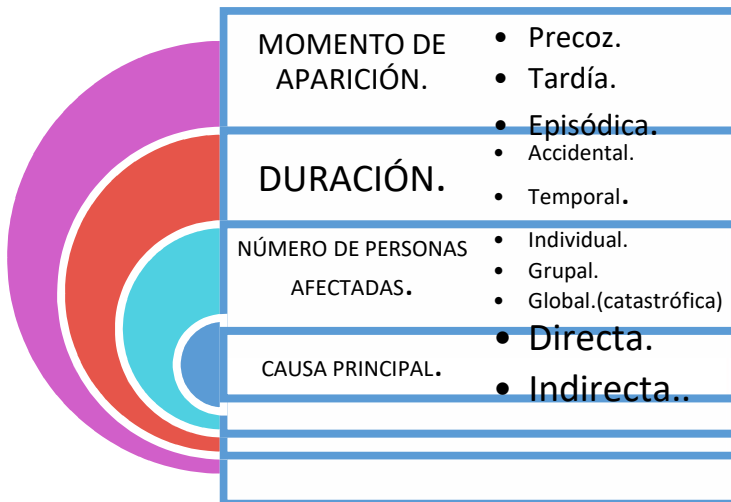 MOMENTO DE
APARICIÓN.
• Precoz.
• Tardía.
• Episódica.
DURACIÓN.
• Accidental.
• Temporal.
NÚMERO DE PERSONAS
AFECTADAS.
• Individual.
• Grupal.
• Global.(catastrófica)
CAUSA PRINCIPAL.
• Directa.
• Indirecta..